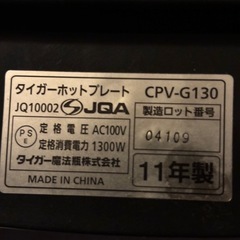 タイガーホットプレート CPV-G130
JQ10002 JQA 製造ロット番号
PSE 定格電圧 AC100V 04109
定格消費電力 1300W
タイガー魔法瓶株式会社 11年製
MADE IN CHINA